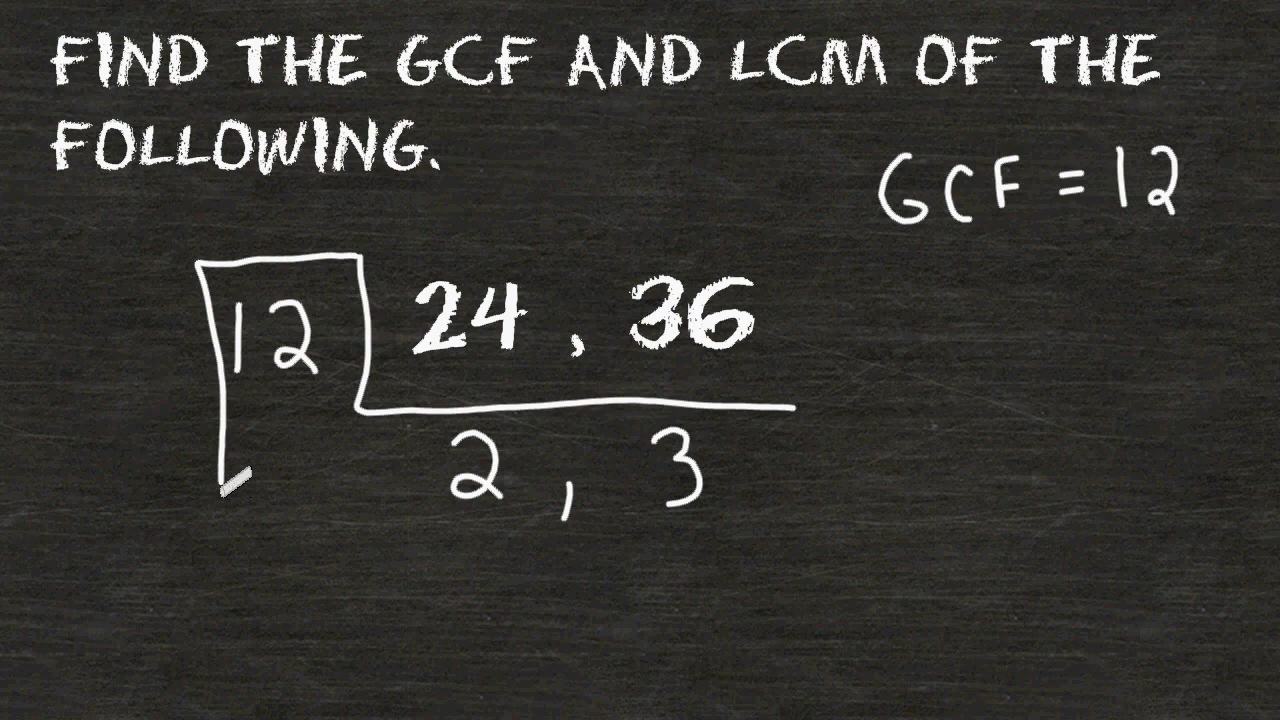 FIND THE GCF AND LCM OF THE
FOLLOWING.
GCF = 12
12 24, 36
2, 3